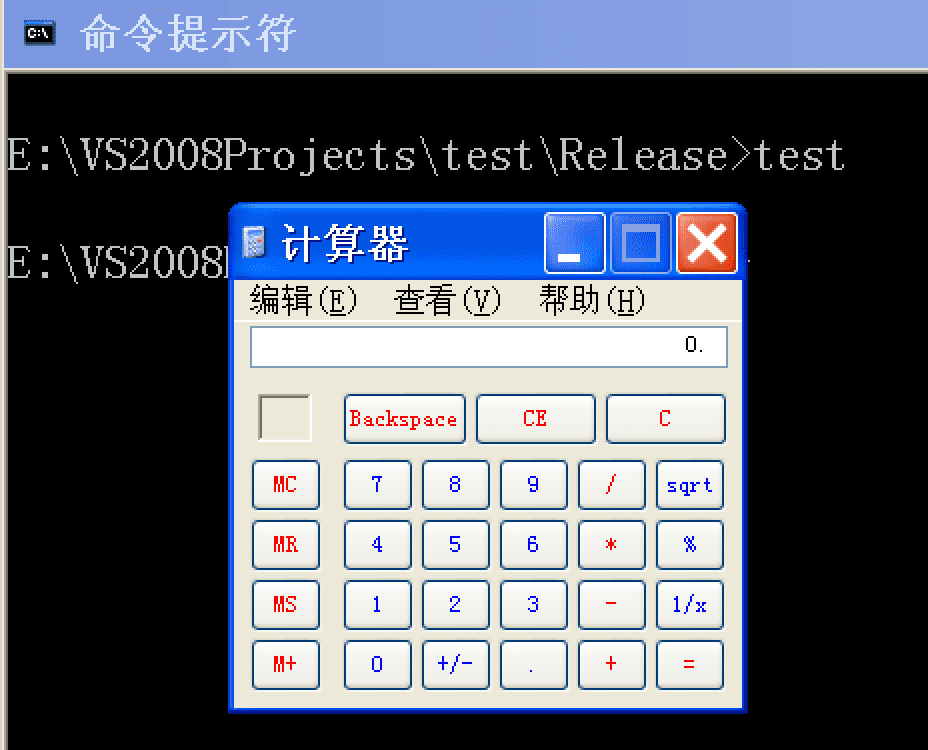 C:\
命令提示符
E:\VS2008Projects\test\Release>test
E:\VS2008
计算器
编辑(E) 查看(V) 帮助(H)
0.
Backspace CE C
MC 7 8 9 / sqrt
MR 4 5 6 * %
MS 1 2 3 - 1/x
M+ 0 +/- . + =